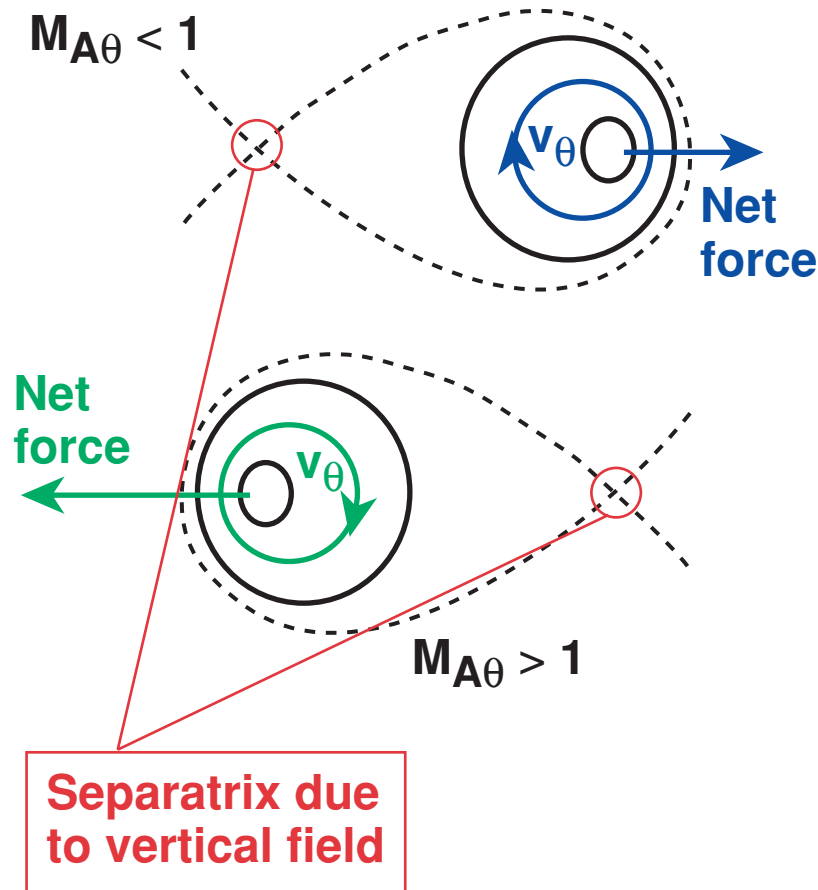 M_Aθ < 1
v_θ
Net
force
Net
force
v_θ
M_Aθ > 1
Separatrix due
to vertical field